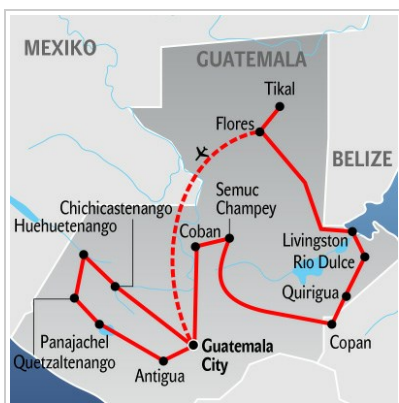 MEXIKO
GUATEMALA
Tikal
Flores
BELIZE
Semuc
Champey
Chichicastenango
Huehuetenango
Coban
Livingston
Rio Dulce
Quirigua
Panajachel
Quetzaltenango
Guatemala
City
Copan
Antigua